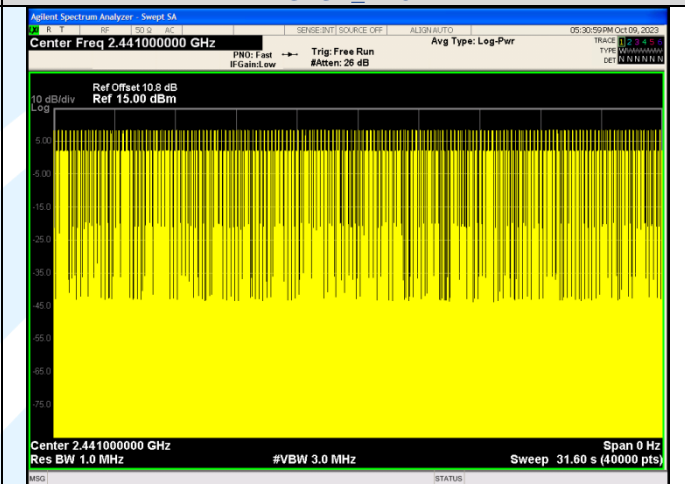 Agilent Spectrum Analyzer - Swept SA
R T RF 50 Ω AC SENSE:INT SOURCE OFF ALIGN AUTO 05:30:59 PM Oct 09, 2023
Center Freq 2.441000000 GHz
PNO: Fast
IFGain:Low
Trig: Free Run
#Atten: 26 dB
Avg Type: Log-Pwr
TRACE 1 2 3 4 5 6
TYPE
DET N N N N N N
Ref Offset 10.8 dB
10 dB/div Ref 15.00 dBm
Log
5.00
-5.00
-15.0
-25.0
-35.0
-45.0
-55.0
-65.0
-75.0
Center 2.441000000 GHz Span 0 Hz
Res BW 1.0 MHz #VBW 3.0 MHz Sweep 31.60 s (40000 pts)
MSG STATUS